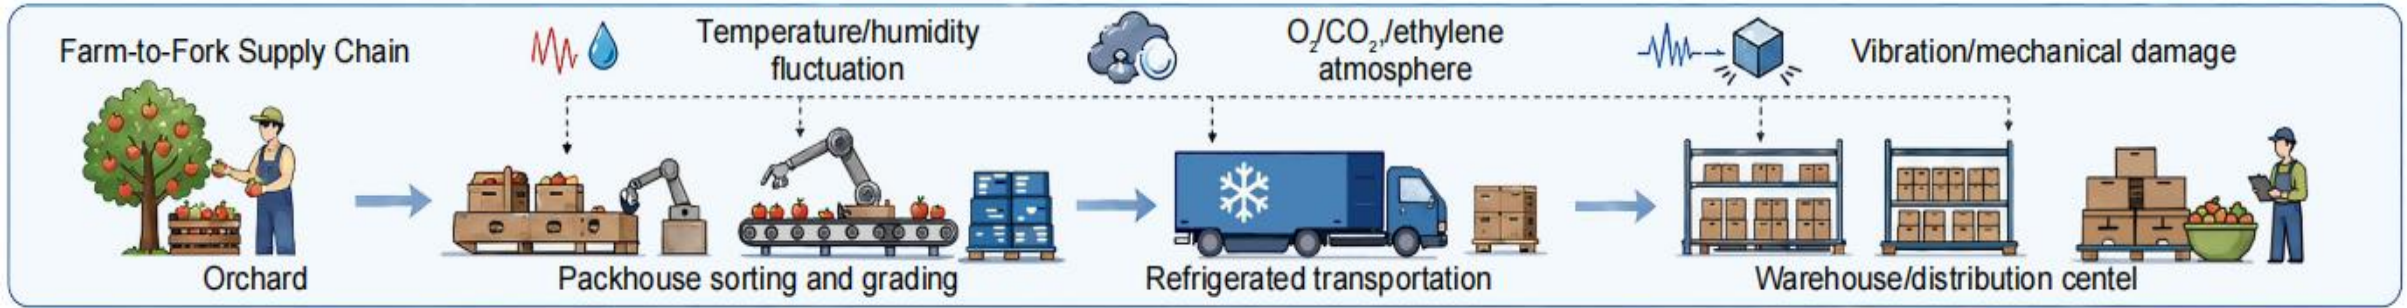 Farm-to-Fork Supply Chain
Temperature/humidity
fluctuation
O₂/CO₂,/ethylene
atmosphere
Vibration/mechanical damage
Orchard
Packhouse sorting and grading
Refrigerated transportation
Warehouse/distribution centel